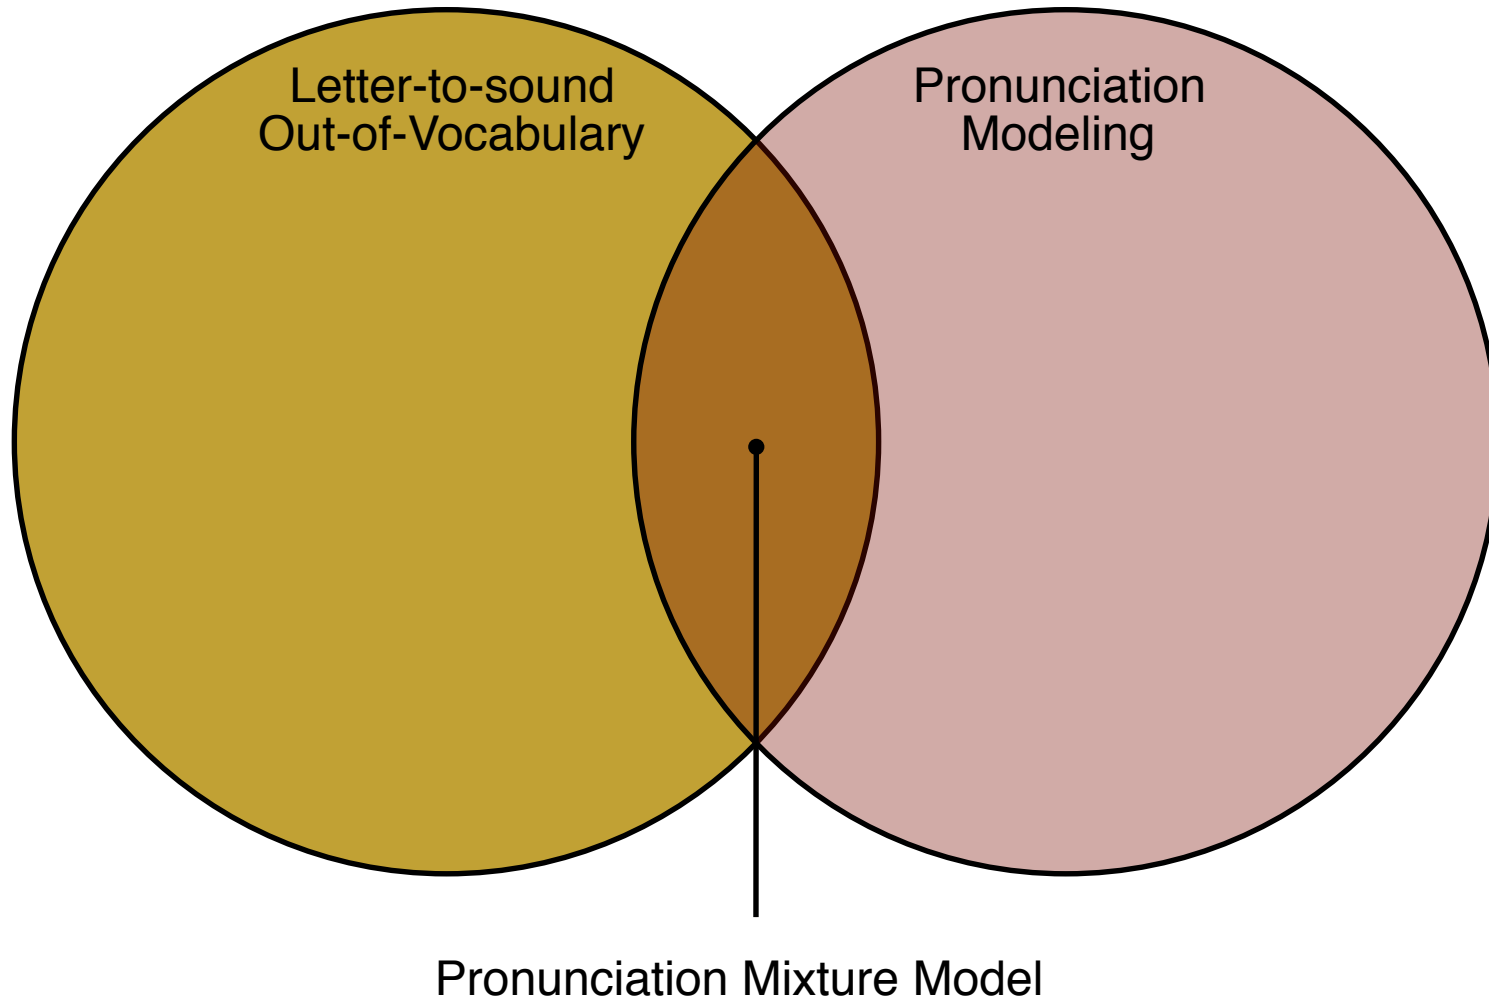 Letter-to-sound
Out-of-Vocabulary
Pronunciation
Modeling
Pronunciation Mixture Model